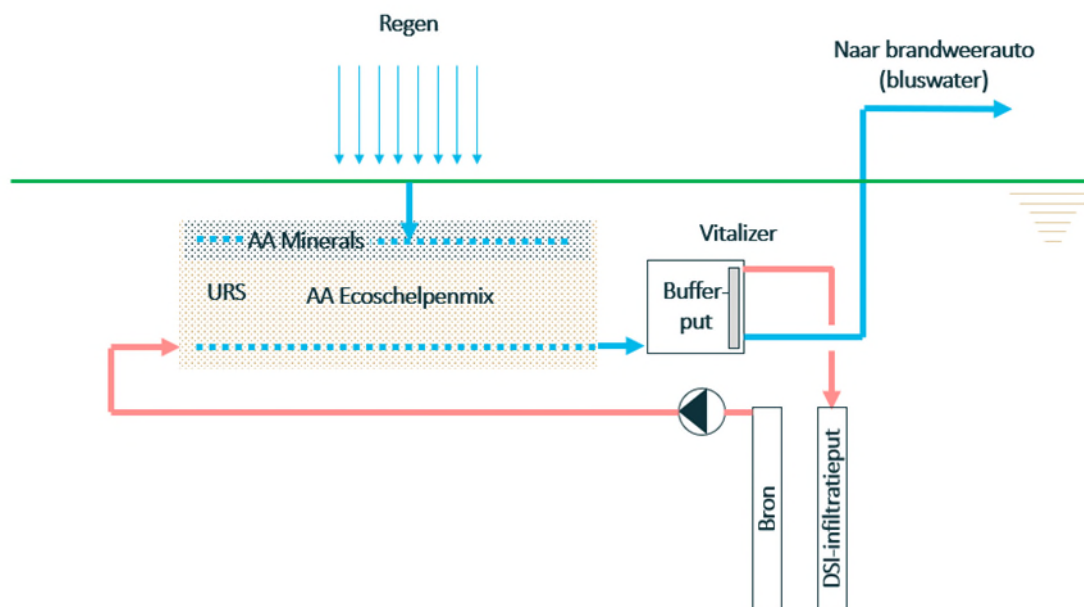 Regen
Naar brandweerauto
(bluswater)
AA Minerals
Vitalizer
URS
AA Ecoschelpenmix
Buffer-
put
Bron
DSI-infiltratieput